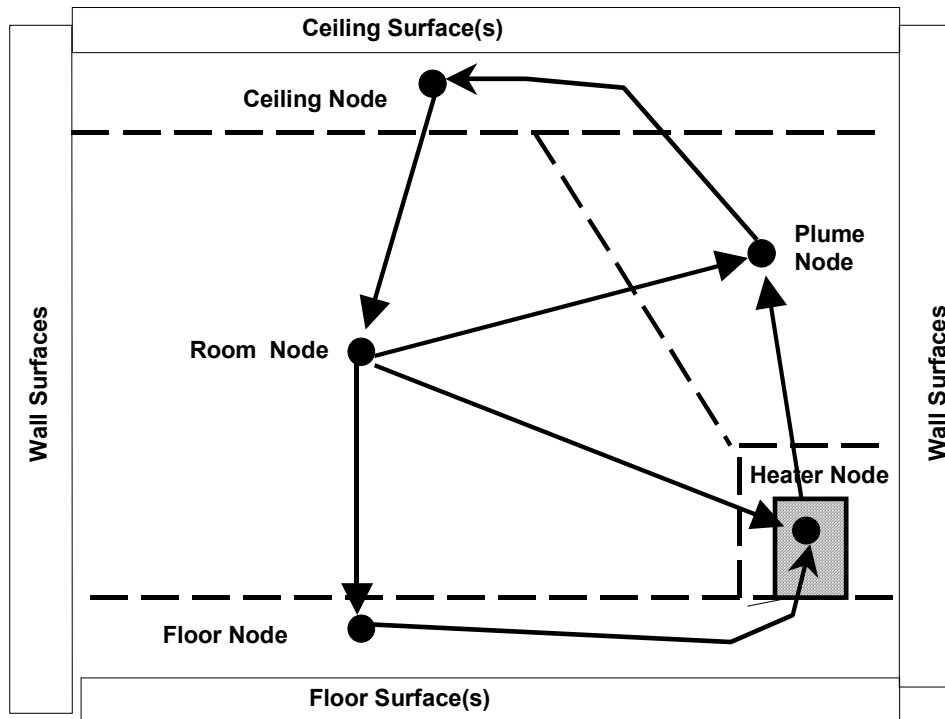 Ceiling Surface(s)
Ceiling Node
Plume
Node
Wall Surfaces
Wall Surfaces
Room Node
Heater Node
Floor Node
Floor Surface(s)